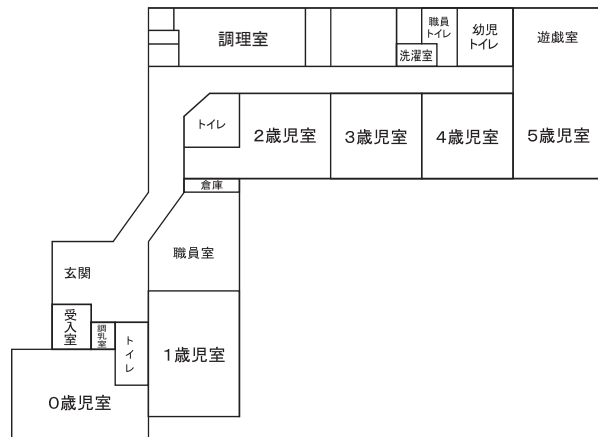 調理室
職員
トイレ
洗濯室
幼児
トイレ
遊戯室
トイレ
2歳児室
3歳児室
4歳児室
5歳児室
倉庫
職員室
玄関
受入室
調乳室
トイレ
1歳児室
0歳児室